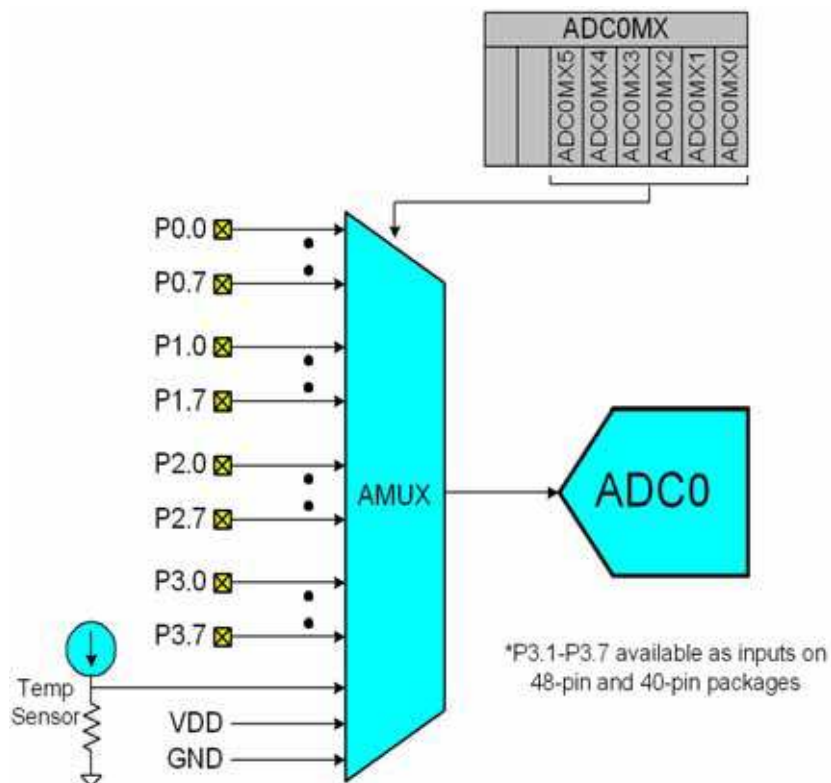 ADC0MX
ADC0MX5
ADC0MX4
ADC0MX3
ADC0MX2
ADC0MX1
ADC0MX0
P0.0
P0.7
P1.0
P1.7
P2.0
P2.7
P3.0
P3.7
AMUX
ADC0
Temp
Sensor
VDD
GND
*P3.1-P3.7 available as inputs on
48-pin and 40-pin packages